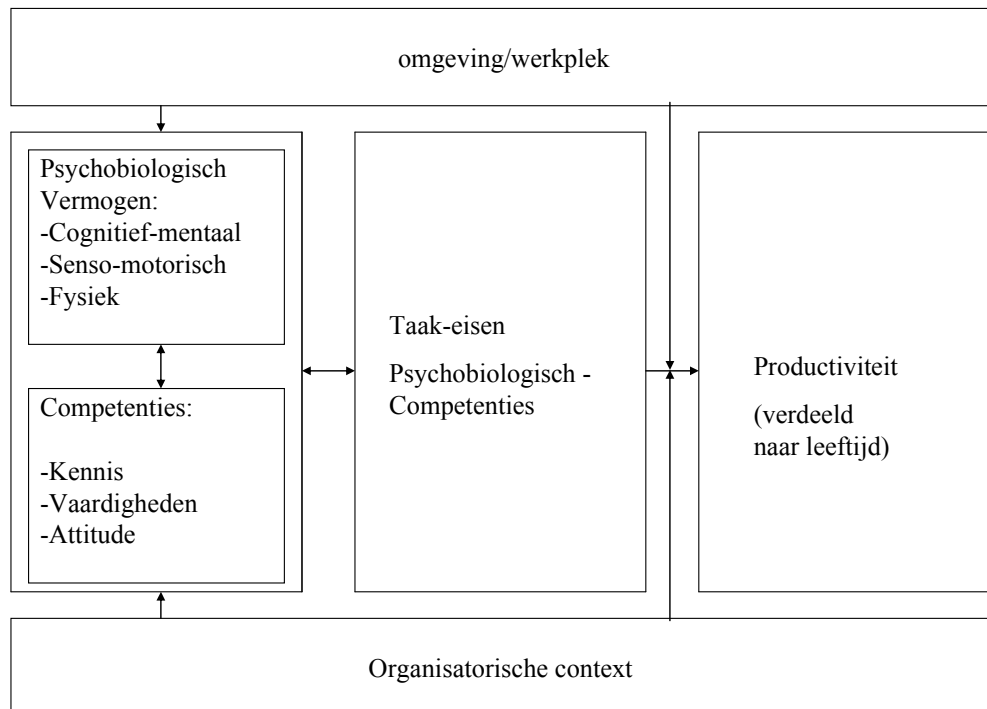 omgeving/werkplek
Psychobiologisch
Vermogen:
-Cognitief-mentaal
-Senso-motorisch
-Fysiek
Competenties:
-Kennis
-Vaardigheden
-Attitude
Taak-eisen
Psychobiologisch -
Competenties
Productiviteit
(verdeeld
naar leeftijd)
Organisatorische context